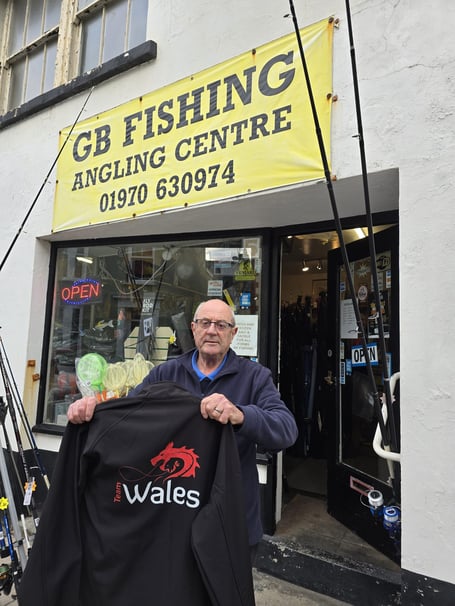 GB FISHING
ANGLING CENTRE
01970 630974
OPEN
OPEN
Team
Wales